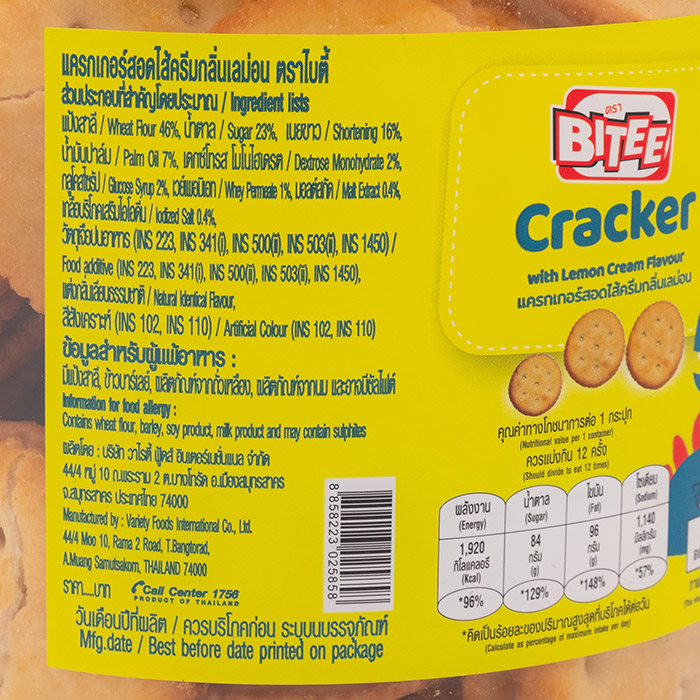 แครกเกอร์สอดไส้ครีมกลิ่นเลม่อน ตราไบตี้
ส่วนประกอบที่สำคัญโดยประมาณ / Ingredient lists
แป้งสาลี / Wheat Flour 46%, น้ำตาล / Sugar 23%, เนยขาว / Shortening 16%,
น้ำมันปาล์ม / Palm Oil 7%, เดกซ์โทรส โมโนไฮเดรต / Dextrose Monohydrate 2%,
กลูโคสไซรัป / Glucose Syrup 2%, เวย์เพอมิเอท / Whey Permeate 1%, มอลต์สกัด / Malt Extract 0.4%,
เกลือบริโภคเสริมไอโอดีน / Iodized Salt 0.4%,
วัตถุเจือปนอาหาร (INS 223, INS 341(i), INS 500(ii), INS 503(ii), INS 1450) /
Food additive (INS 223, INS 341(i), INS 500(ii), INS 503(ii), INS 1450),
แต่งกลิ่นเลียนธรรมชาติ / Natural Identical Flavour,
สีสังเคราะห์ (INS 102, INS 110) / Artificial Colour (INS 102, INS 110)
ข้อมูลสำหรับผู้แพ้อาหาร :
มีแป้งสาลี, ข้าวบาร์เลย์, ผลิตภัณฑ์จากถั่วเหลือง, ผลิตภัณฑ์จากนม และอาจมีซัลไฟต์
Information for food allergy :
Contains wheat flour, barley, soy product, milk product and may contain sulphites
ผลิตโดย : บริษัท วาไรตี้ ฟู้ดส์ อินเตอร์เนชั่นแนล จำกัด
44/4 หมู่ 10 ถ.พระราม 2 ต.บางโทรัด อ.เมืองสมุทรสาคร
จ.สมุทรสาคร ประเทศไทย 74000
Manufactured by : Variety Foods International Co., Ltd.
44/4 Moo 10, Rama 2 Road, T.Bangtorad,
A.Muang Samutsakorn, THAILAND 74000
ราคา.....บาท
Call Center 1756
PRODUCT OF THAILAND
8 858223 025856
วันเดือนปีที่ผลิต / ควรบริโภคก่อน ระบุบนบรรจุภัณฑ์
Mfg.date / Best before date printed on package
ตรา
BITEE
Cracker
with Lemon Cream Flavour
แครกเกอร์สอดไส้ครีมกลิ่นเลม่อน
คุณค่าทางโภชนาการต่อ 1 กระปุก
(Nutritional value per 1 container)
ควรแบ่งกิน 12 ครั้ง
(Should divide to eat 12 times)
พลังงาน น้ำตาล ไขมัน โซเดียม
(Energy) (Sugar) (Fat) (Sodium)
1,920 84 96 1,140
กิโลแคลอรี กรัม กรัม มิลลิกรัม
(Kcal) (g) (g) (mg)
*96% *129% *148% *57%
*คิดเป็นร้อยละของปริมาณสูงสุดที่บริโภคได้ต่อวัน
(Calculate as percentage of maximum intake per day)